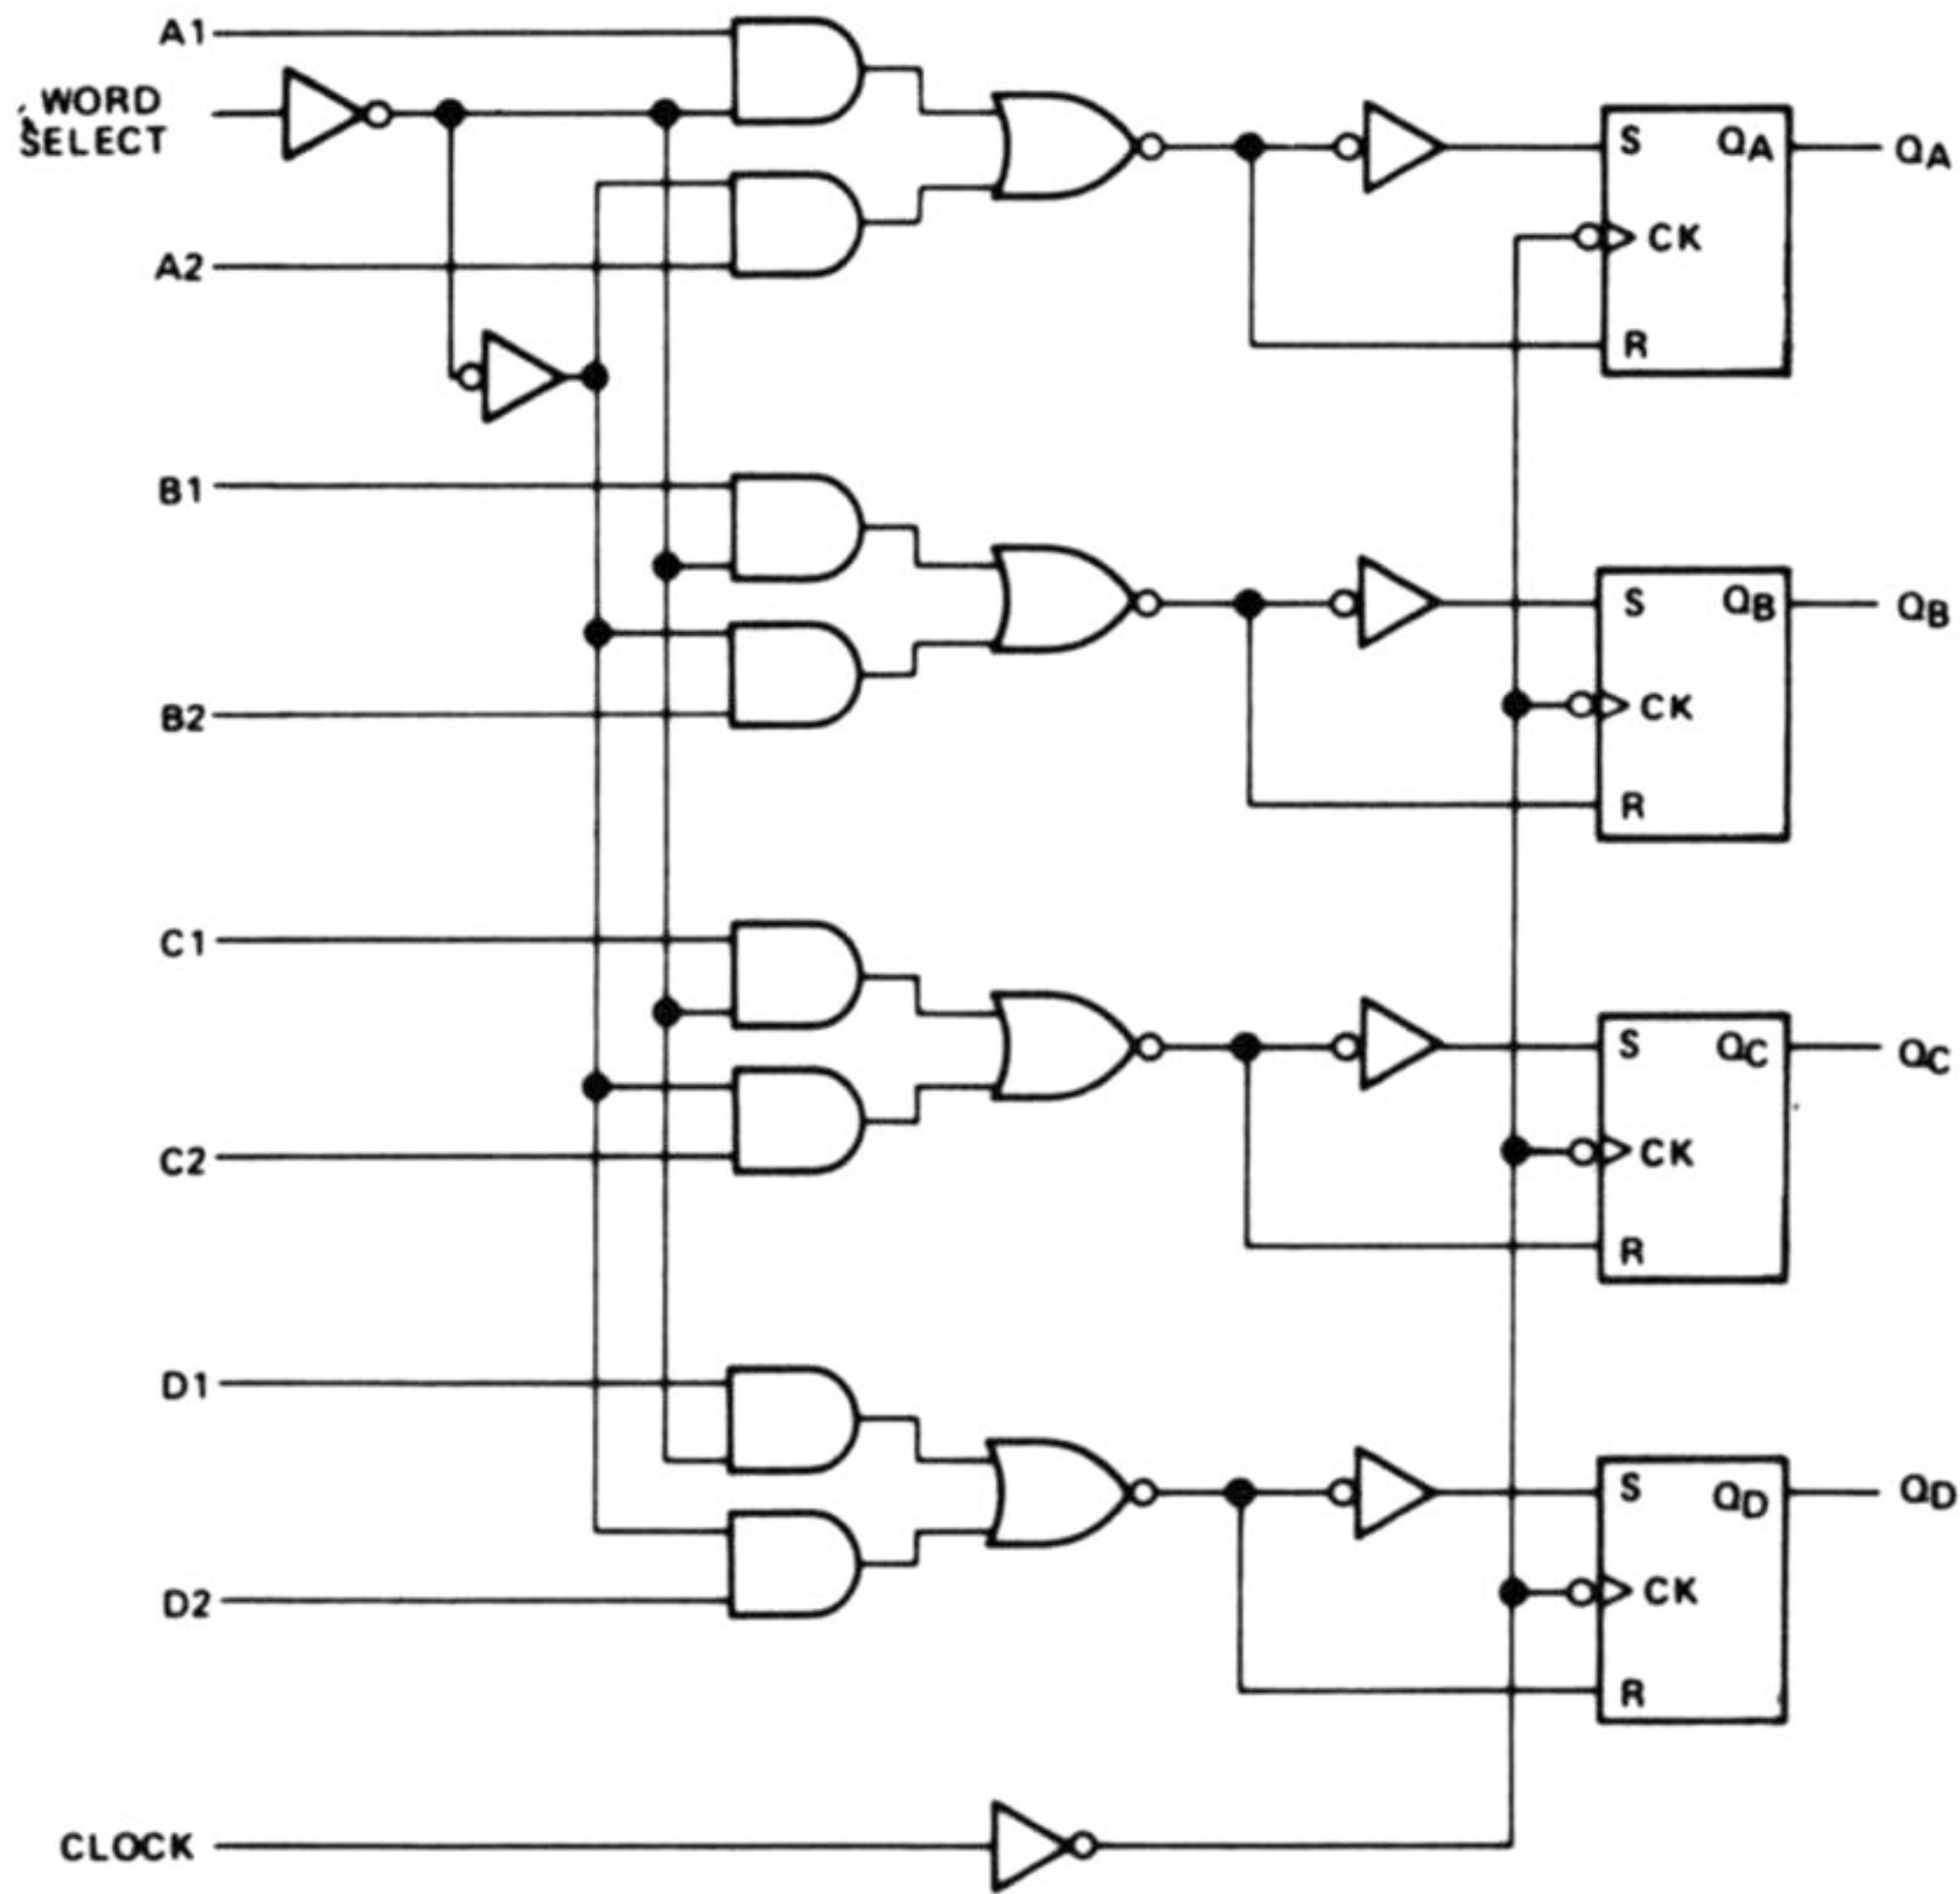 A1
WORD
SELECT
S QA QA
CK
A2
R
B1
S QB QB
CK
B2
R
C1
S QC QC
CK
C2
R
D1
S QD QD
CK
D2
R
CLOCK